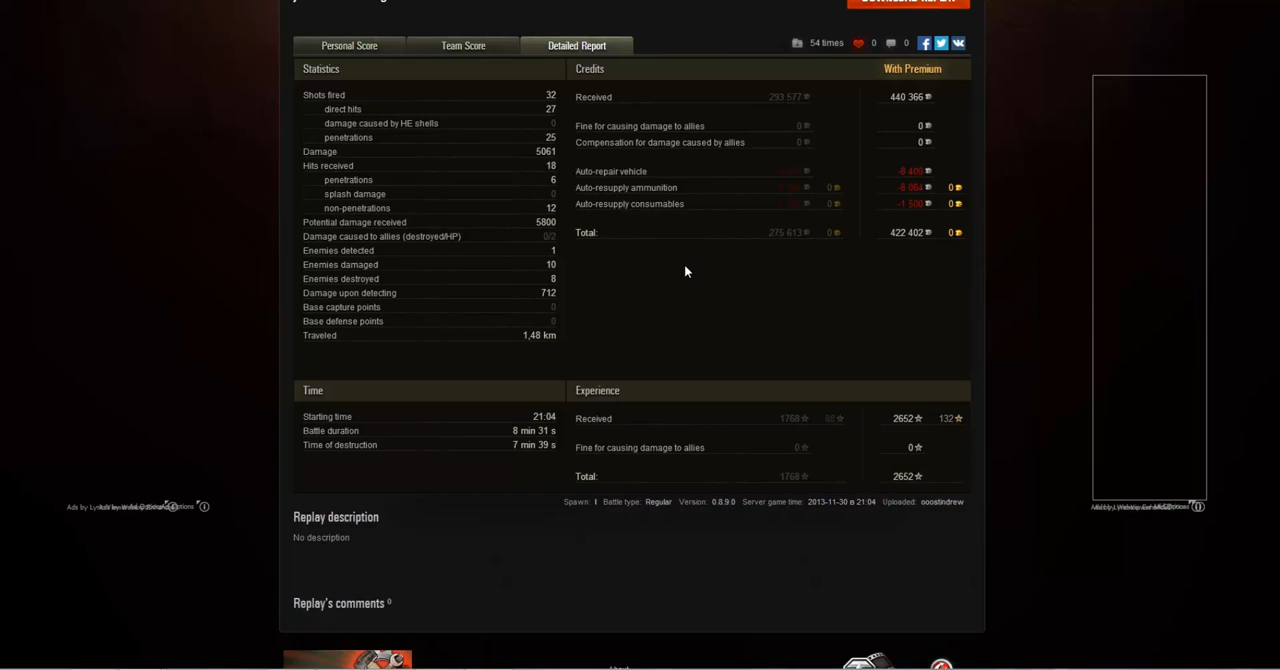 Personal Score Team Score Detailed Report 54 times 0 0
Statistics Credits With Premium
Shots fired 32 Received 293 577 440 366
direct hits 27
damage caused by HE shells 0 Fine for causing damage to allies 0 0
penetrations 25 Compensation for damage caused by allies 0 0
Damage 5061
Hits received 18 Auto-repair vehicle -8 400
penetrations 6 Auto-resupply ammunition 0 -8 064 0
splash damage 0
non-penetrations 12 Auto-resupply consumables 0 -1 500 0
Potential damage received 5800
Damage caused to allies (destroyed/HP) 0/2 Total: 275 613 0 422 402 0
Enemies detected 1
Enemies damaged 10
Enemies destroyed 8
Damage upon detecting 712
Base capture points 0
Base defense points 0
Traveled 1,48 km
Time Experience
Starting time 21:04 Received 1768 88 2652 132
Battle duration 8 min 31 s
Time of destruction 7 min 39 s Fine for causing damage to allies 0 0
Total: 1768 2652
Spawn: I Battle type: Regular Version: 0.8.9.0 Server game time: 2013-11-30 в 21:04 Uploaded: ooostindrew
Replay description
No description
Replay's comments 0